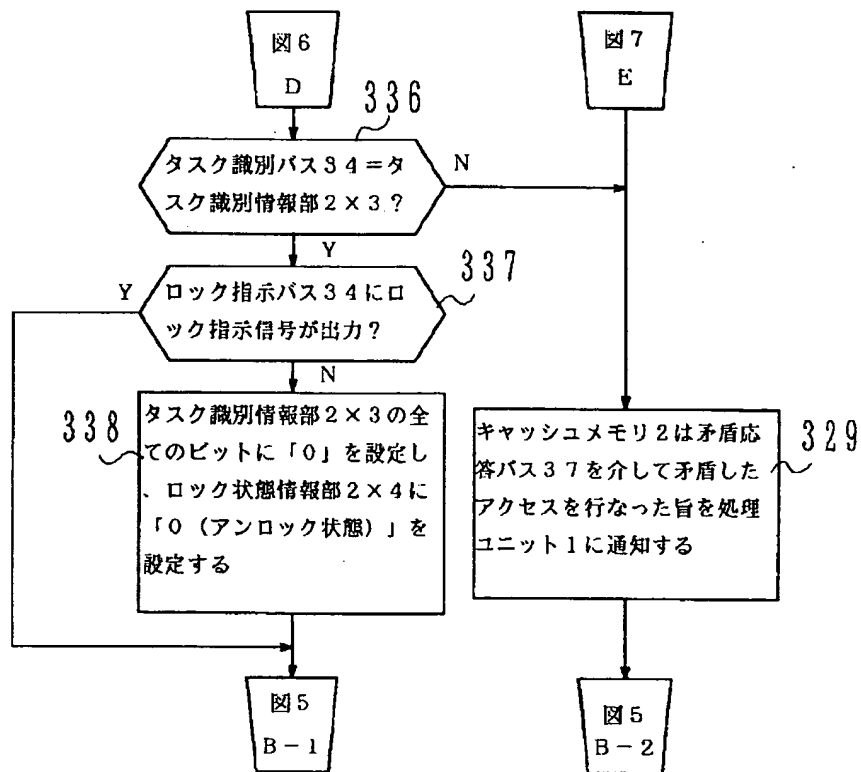 図6
D
図7
E
336
タスク識別バス34=タ
スク識別情報部2×3?
N
Y
337
Y
ロック指示バス34にロ
ック指示信号が出力?
N
338
タスク識別情報部2×3の全
てのビットに「0」を設定し
、ロック状態情報部2×4に
「0(アンロック状態)」を
設定する
キャッシュメモリ2は矛盾応
答バス37を介して矛盾した
アクセスを行なった旨を処理
ユニット1に通知する
329
図5
B-1
図5
B-2